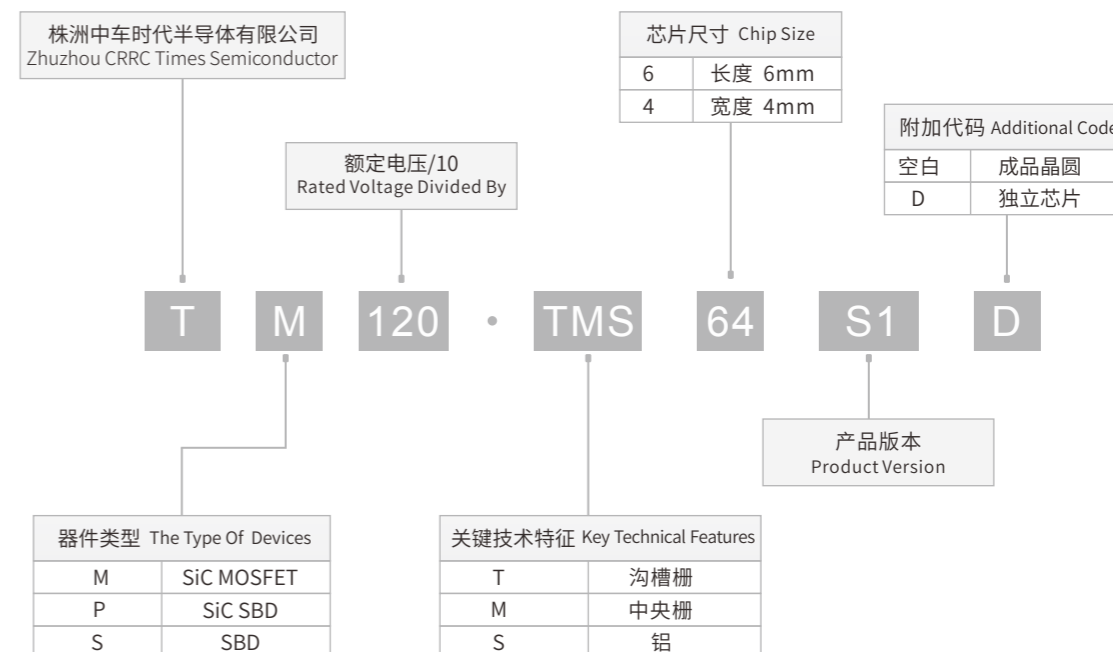 株洲中车时代半导体有限公司
Zhuzhou CRRC Times Semiconductor
芯片尺寸 Chip Size
6 长度 6mm
4 宽度 4mm
附加代码 Additional Code
空白 成品晶圆
D 独立芯片
额定电压/10
Rated Voltage Divided By
T M 120 · TMS 64 S1 D
产品版本
Product Version
器件类型 The Type Of Devices
M SiC MOSFET
P SiC SBD
S SBD
关键技术特征 Key Technical Features
T 沟槽栅
M 中央栅
S 铝